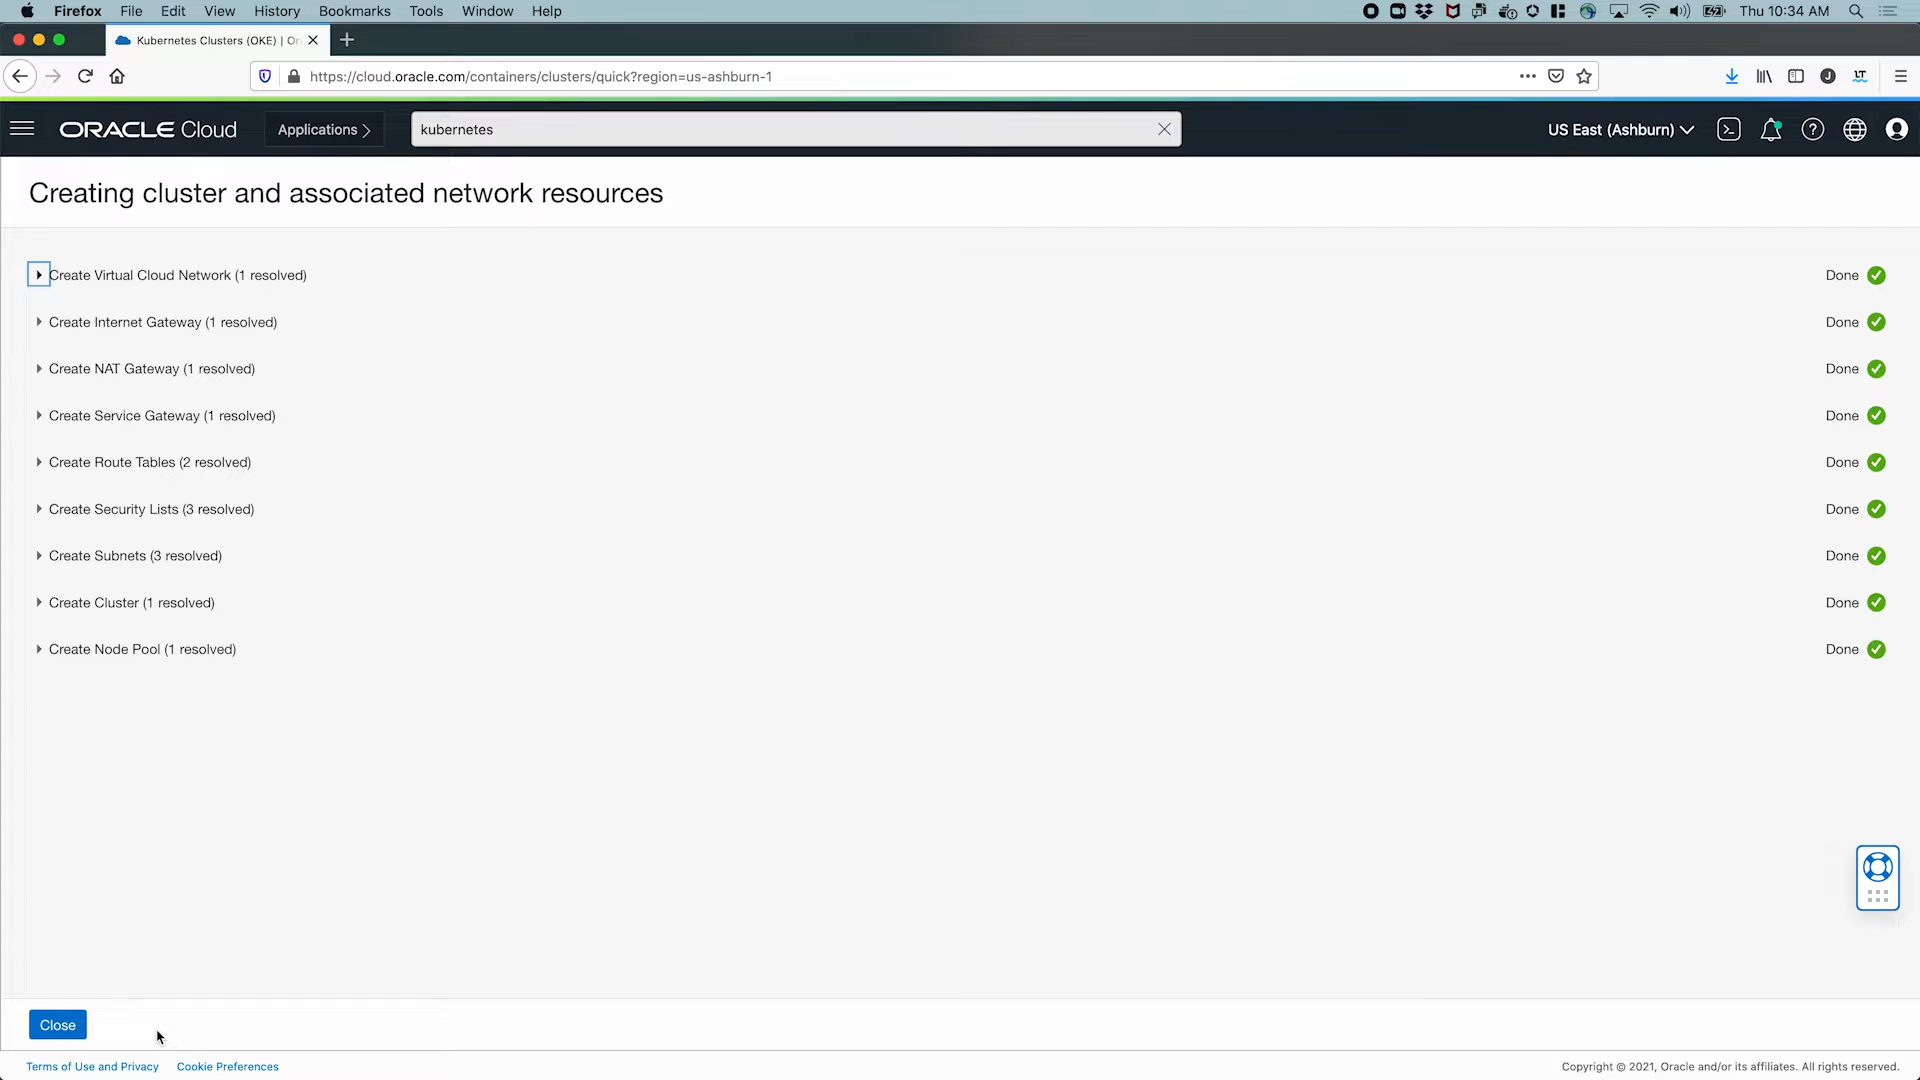 Firefox File Edit View History Bookmarks Tools Window Help Thu 10:34 AM
Kubernetes Clusters (OKE) | Or
https://cloud.oracle.com/containers/clusters/quick?region=us-ashburn-1
ORACLE Cloud Applications kubernetes US East (Ashburn)
Creating cluster and associated network resources
Create Virtual Cloud Network (1 resolved) Done
Create Internet Gateway (1 resolved) Done
Create NAT Gateway (1 resolved) Done
Create Service Gateway (1 resolved) Done
Create Route Tables (2 resolved) Done
Create Security Lists (3 resolved) Done
Create Subnets (3 resolved) Done
Create Cluster (1 resolved) Done
Create Node Pool (1 resolved) Done
Close
Terms of Use and Privacy Cookie Preferences Copyright © 2021, Oracle and/or its affiliates. All rights reserved.